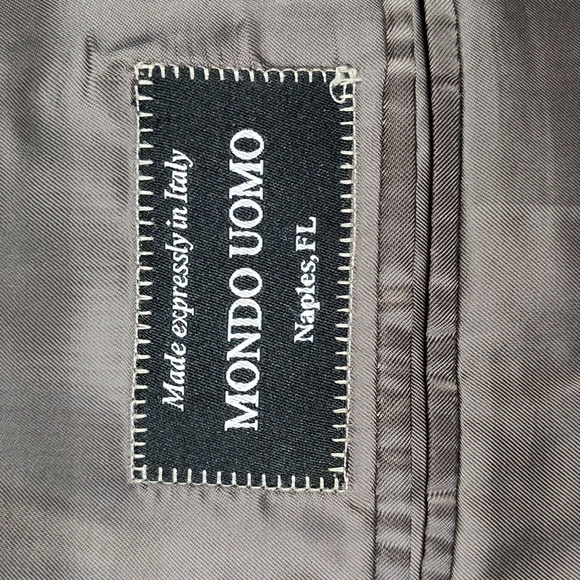 Made expressly in Italy
MONDO UOMO
Naples, FL